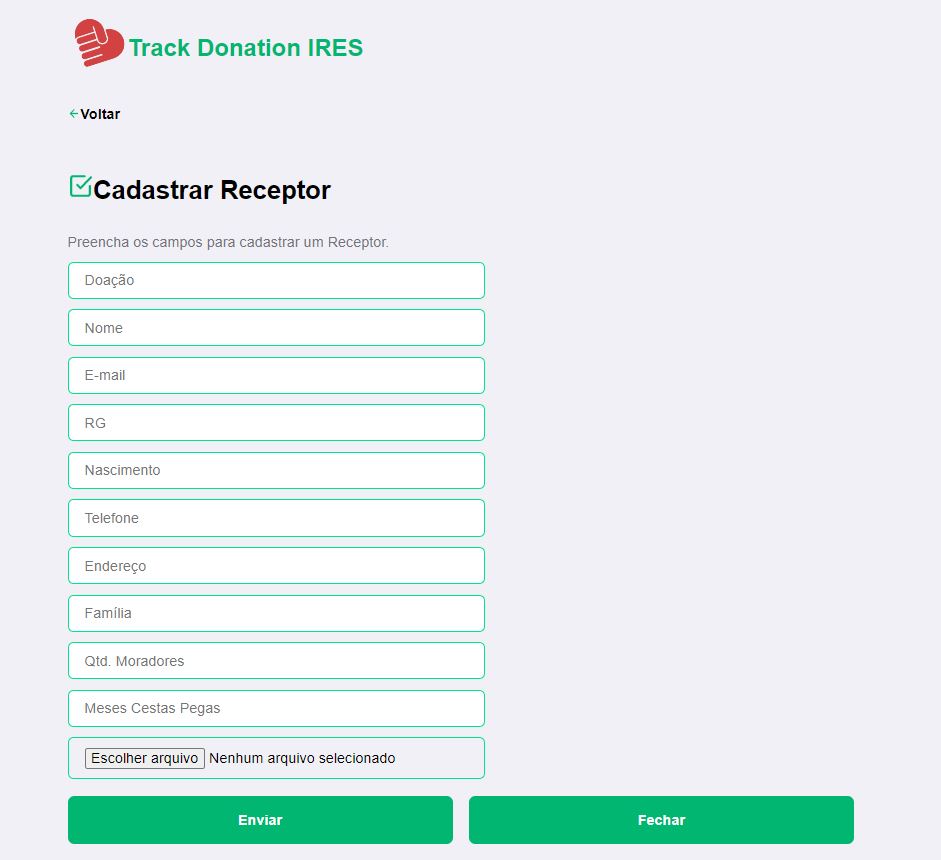 Track Donation IRES
Voltar
Cadastrar Receptor
Preencha os campos para cadastrar um Receptor.
Doação
Nome
E-mail
RG
Nascimento
Telefone
Endereço
Família
Qtd. Moradores
Meses Cestas Pegas
Escolher arquivo Nenhum arquivo selecionado
Enviar Fechar